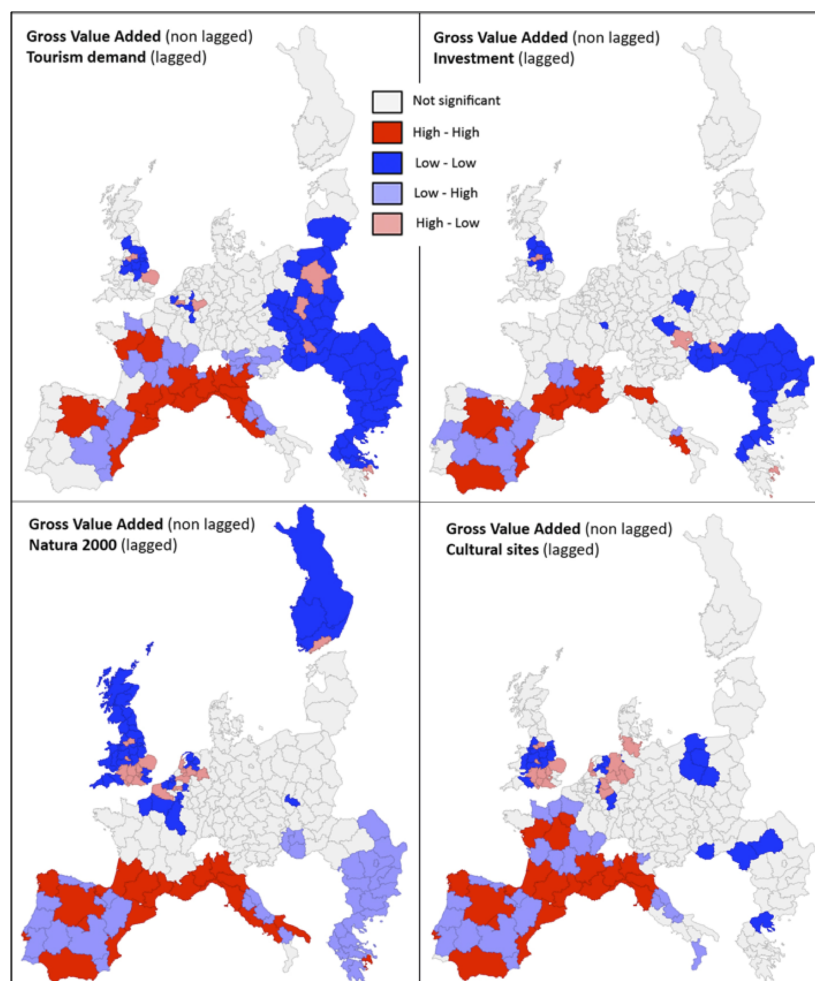 Gross Value Added (non lagged)
Tourism demand (lagged)
Gross Value Added (non lagged)
Investment (lagged)
Not significant
High - High
Low - Low
Low - High
High - Low
Gross Value Added (non lagged)
Natura 2000 (lagged)
Gross Value Added (non lagged)
Cultural sites (lagged)